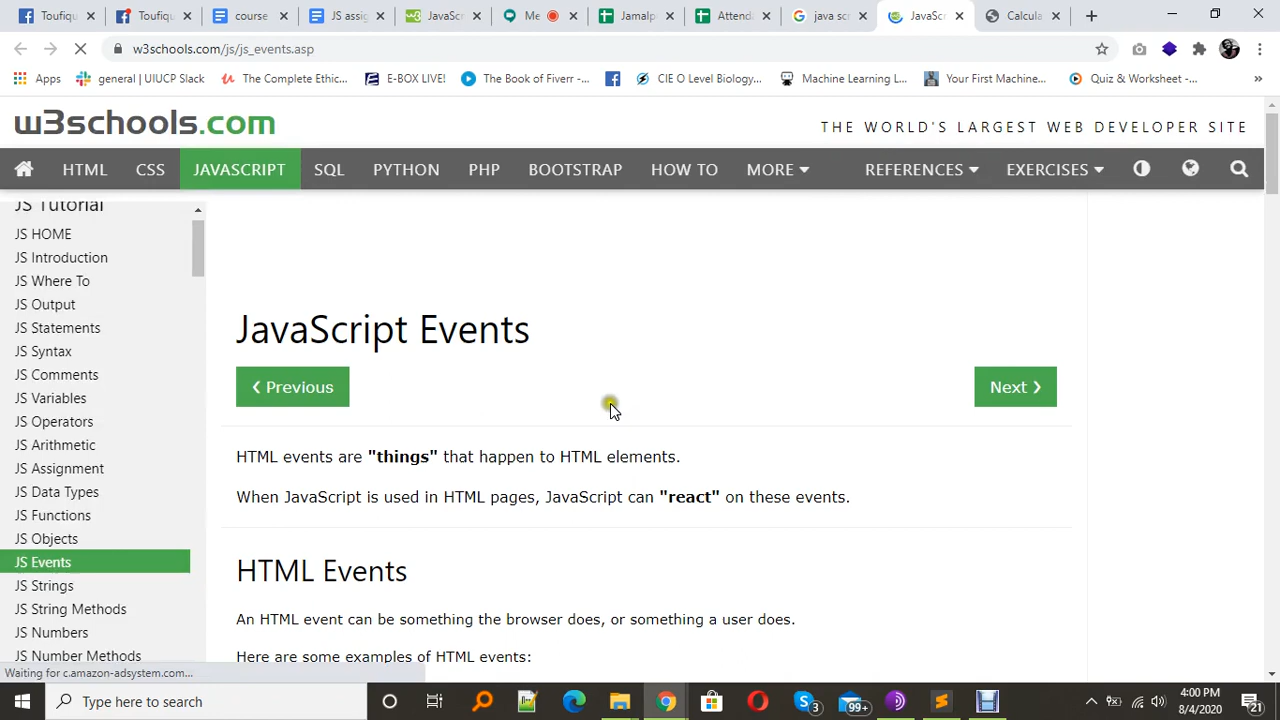 Toufiqu
Toufiqu
course
JS assig
JavaScr
Me
Jamalp
Attenda
java sc
JavaScr
Calcula
w3schools.com/js/js_events.asp
Apps
general | UIUCP Slack
The Complete Ethic...
E-BOX LIVE!
The Book of Fiverr -...
CIE O Level Biology...
Machine Learning L...
Your First Machine...
Quiz & Worksheet -...
w3schools.com
THE WORLD'S LARGEST WEB DEVELOPER SITE
HTML
CSS
JAVASCRIPT
SQL
PYTHON
PHP
BOOTSTRAP
HOW TO
MORE
REFERENCES
EXERCISES
JS Tutorial
JS HOME
JS Introduction
JS Where To
JS Output
JS Statements
JS Syntax
JS Comments
JS Variables
JS Operators
JS Arithmetic
JS Assignment
JS Data Types
JS Functions
JS Objects
JS Events
JS Strings
JS String Methods
JS Numbers
JS Number Methods
JavaScript Events
❮ Previous
Next ❯
HTML events are "things" that happen to HTML elements.
When JavaScript is used in HTML pages, JavaScript can "react" on these events.
HTML Events
An HTML event can be something the browser does, or something a user does.
Here are some examples of HTML events:
Waiting for c.amazon-adsystem.com...
Type here to search
3
99+
4:00 PM
8/4/2020
21